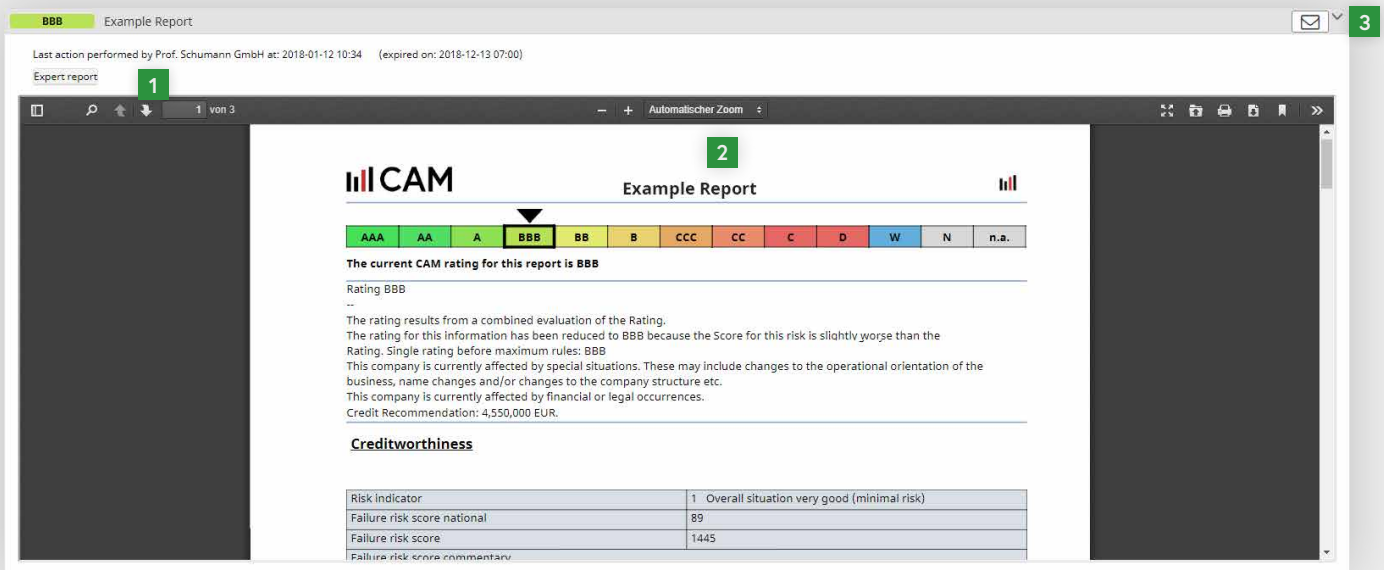 BBB Example Report
3
Last action performed by Prof. Schumann GmbH at: 2018-01-12 10:34 (expired on: 2018-12-13 07:00)
Expert report
1
1 von 3
Automatischer Zoom
2
CAM
Example Report
AAA AA A BBB BB B CCC CC C D W N n.a.
The current CAM rating for this report is BBB
Rating BBB
--
The rating results from a combined evaluation of the Rating.
The rating for this information has been reduced to BBB because the Score for this risk is slightly worse than the
Rating. Single rating before maximum rules: BBB
This company is currently affected by special situations. These may include changes to the operational orientation of the
business, name changes and/or changes to the company structure etc.
This company is currently affected by financial or legal occurrences.
Credit Recommendation: 4,550,000 EUR.
Creditworthiness
Risk indicator 1 Overall situation very good (minimal risk)
Failure risk score national 89
Failure risk score 1445
Failure risk score commentary